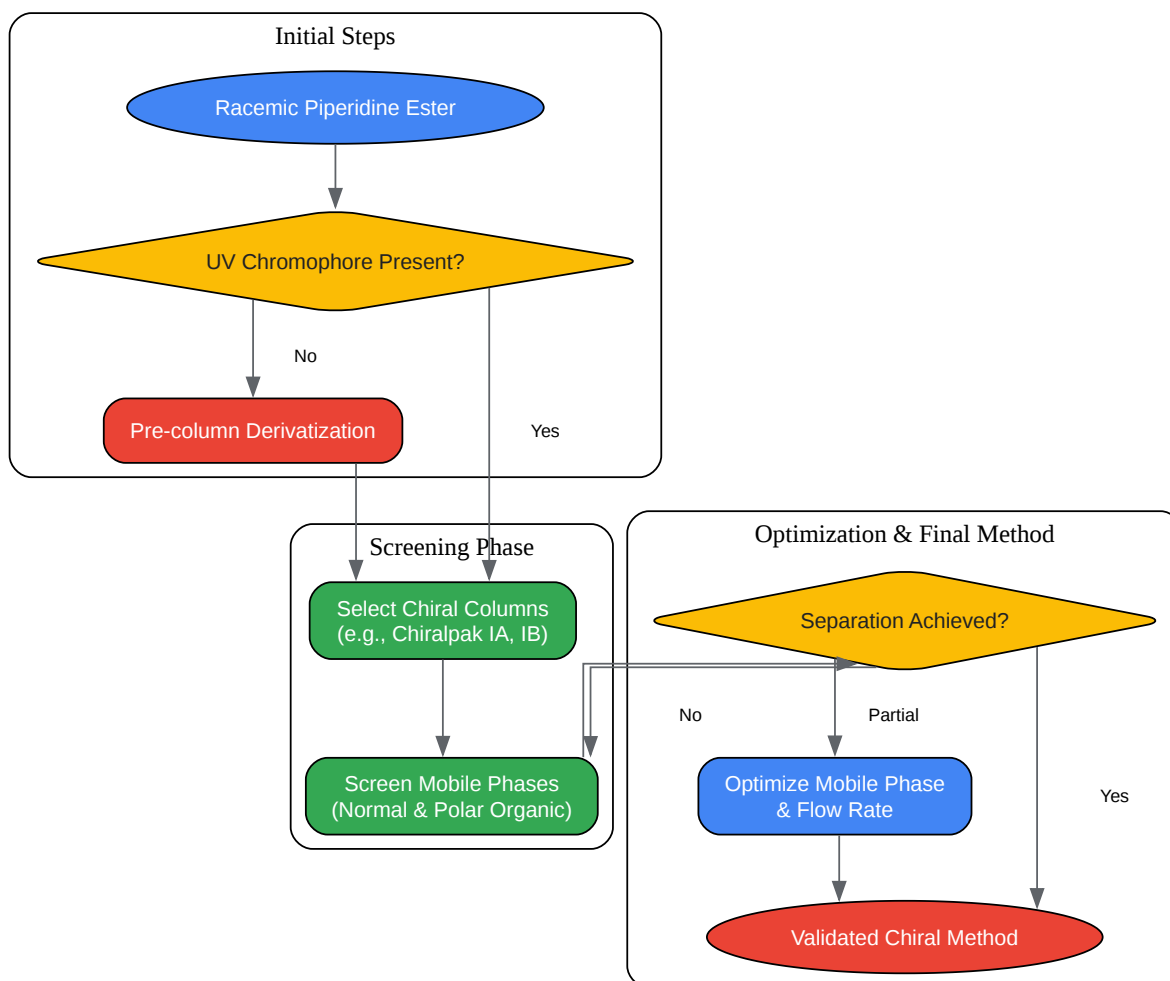 Initial Steps
Racemic Piperidine Ester
UV Chromophore Present?
No
Pre-column Derivatization
Yes
Screening Phase
Select Chiral Columns
(e.g., Chiralpak IA, IB)
Screen Mobile Phases
(Normal & Polar Organic)
Optimization & Final Method
Separation Achieved?
No
Partial
Optimize Mobile Phase
& Flow Rate
Yes
Validated Chiral Method